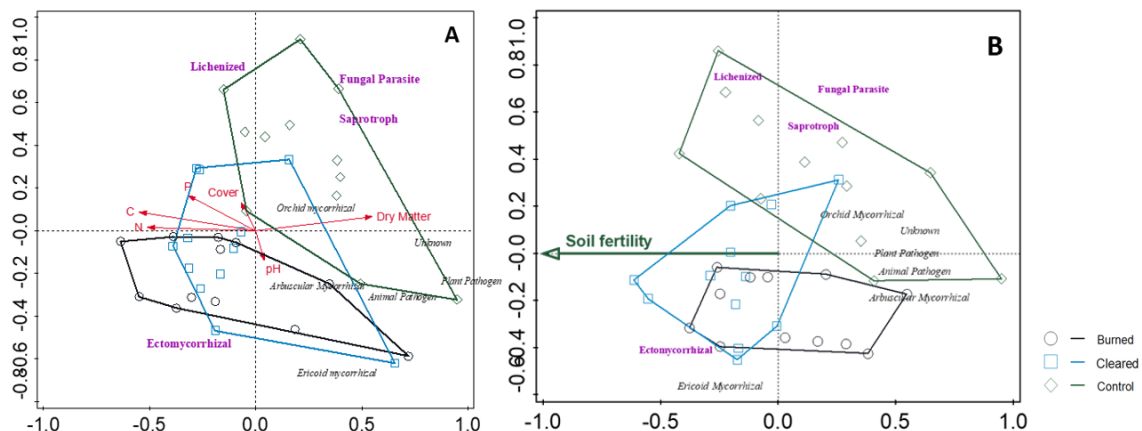 A
0.81.0
0.6
0.4
0.2
-0.0
-0.2
-0.4
-0.80.6
-1.0
-0.5
0.0
0.5
1.0
Lichenized
Fungal Parasite
Saprotroph
P
Cover
C
N
Orchid mycorrhizal
Dry Matter
Unknown
pH
Arbuscular Mycorrhizal
Plant Pathogen
Animal Pathogen
Ectomycorrhizal
Ericoid mycorrhizal
B
0.81.0
0.6
0.4
0.2
-0.0
-0.2
-0.4
-1.0
-0.5
0.0
0.5
1.0
Lichenized
Fungal Parasite
Saprotroph
Orchid Mycorrhizal
Unknown
Soil fertility
Plant Pathogen
Animal Pathogen
Arbuscular Mycorrhizal
Ectomycorrhizal
Ericoid Mycorrhizal
Burned
Cleared
Control